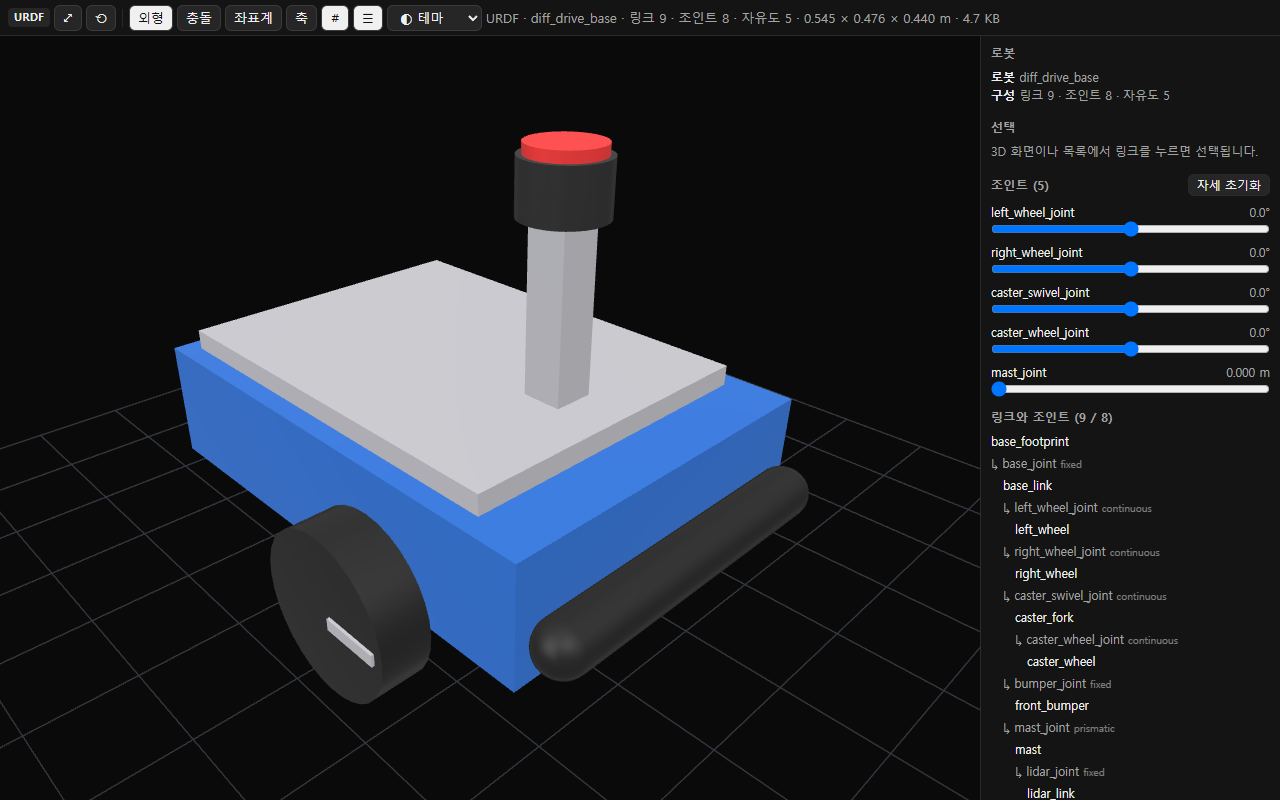 URDF ⤢ ⟲ 외형 충돌 좌표계 축 # ☰ ◐ 테마 URDF · diff_drive_base · 링크 9 · 조인트 8 · 자유도 5 · 0.545 × 0.476 × 0.440 m · 4.7 KB
로봇
로봇 diff_drive_base
구성 링크 9 · 조인트 8 · 자유도 5
선택
3D 화면이나 목록에서 링크를 누르면 선택됩니다.
조인트 (5) 자세 초기화
left_wheel_joint 0.0°
right_wheel_joint 0.0°
caster_swivel_joint 0.0°
caster_wheel_joint 0.0°
mast_joint 0.000 m
링크와 조인트 (9 / 8)
base_footprint
↳ base_joint fixed
base_link
↳ left_wheel_joint continuous
left_wheel
↳ right_wheel_joint continuous
right_wheel
↳ caster_swivel_joint continuous
caster_fork
↳ caster_wheel_joint continuous
caster_wheel
↳ bumper_joint fixed
front_bumper
↳ mast_joint prismatic
mast
↳ lidar_joint fixed
lidar_link